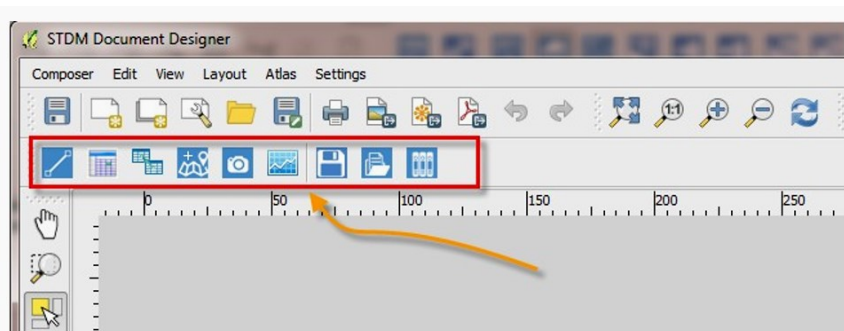 STDM Document Designer
Composer Edit View Layout Atlas Settings
1:1
0 50 100 150 200 250